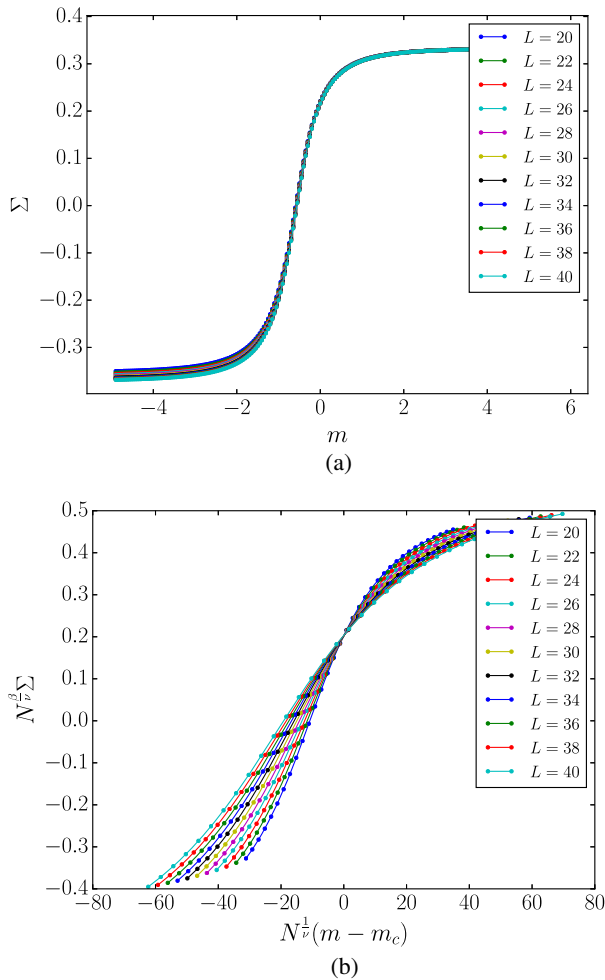 0.4
0.3
0.2
0.1
0.0
−0.1
−0.2
−0.3
Σ
−4 −2 0 2 4 6
m
L = 20
L = 22
L = 24
L = 26
L = 28
L = 30
L = 32
L = 34
L = 36
L = 38
L = 40
(a)
0.5
0.4
0.3
0.2
0.1
0.0
−0.1
−0.2
−0.3
−0.4
N^{β/ν}Σ
−80 −60 −40 −20 0 20 40 60 80
N^{1/ν}(m − m_c)
L = 20
L = 22
L = 24
L = 26
L = 28
L = 30
L = 32
L = 34
L = 36
L = 38
L = 40
(b)